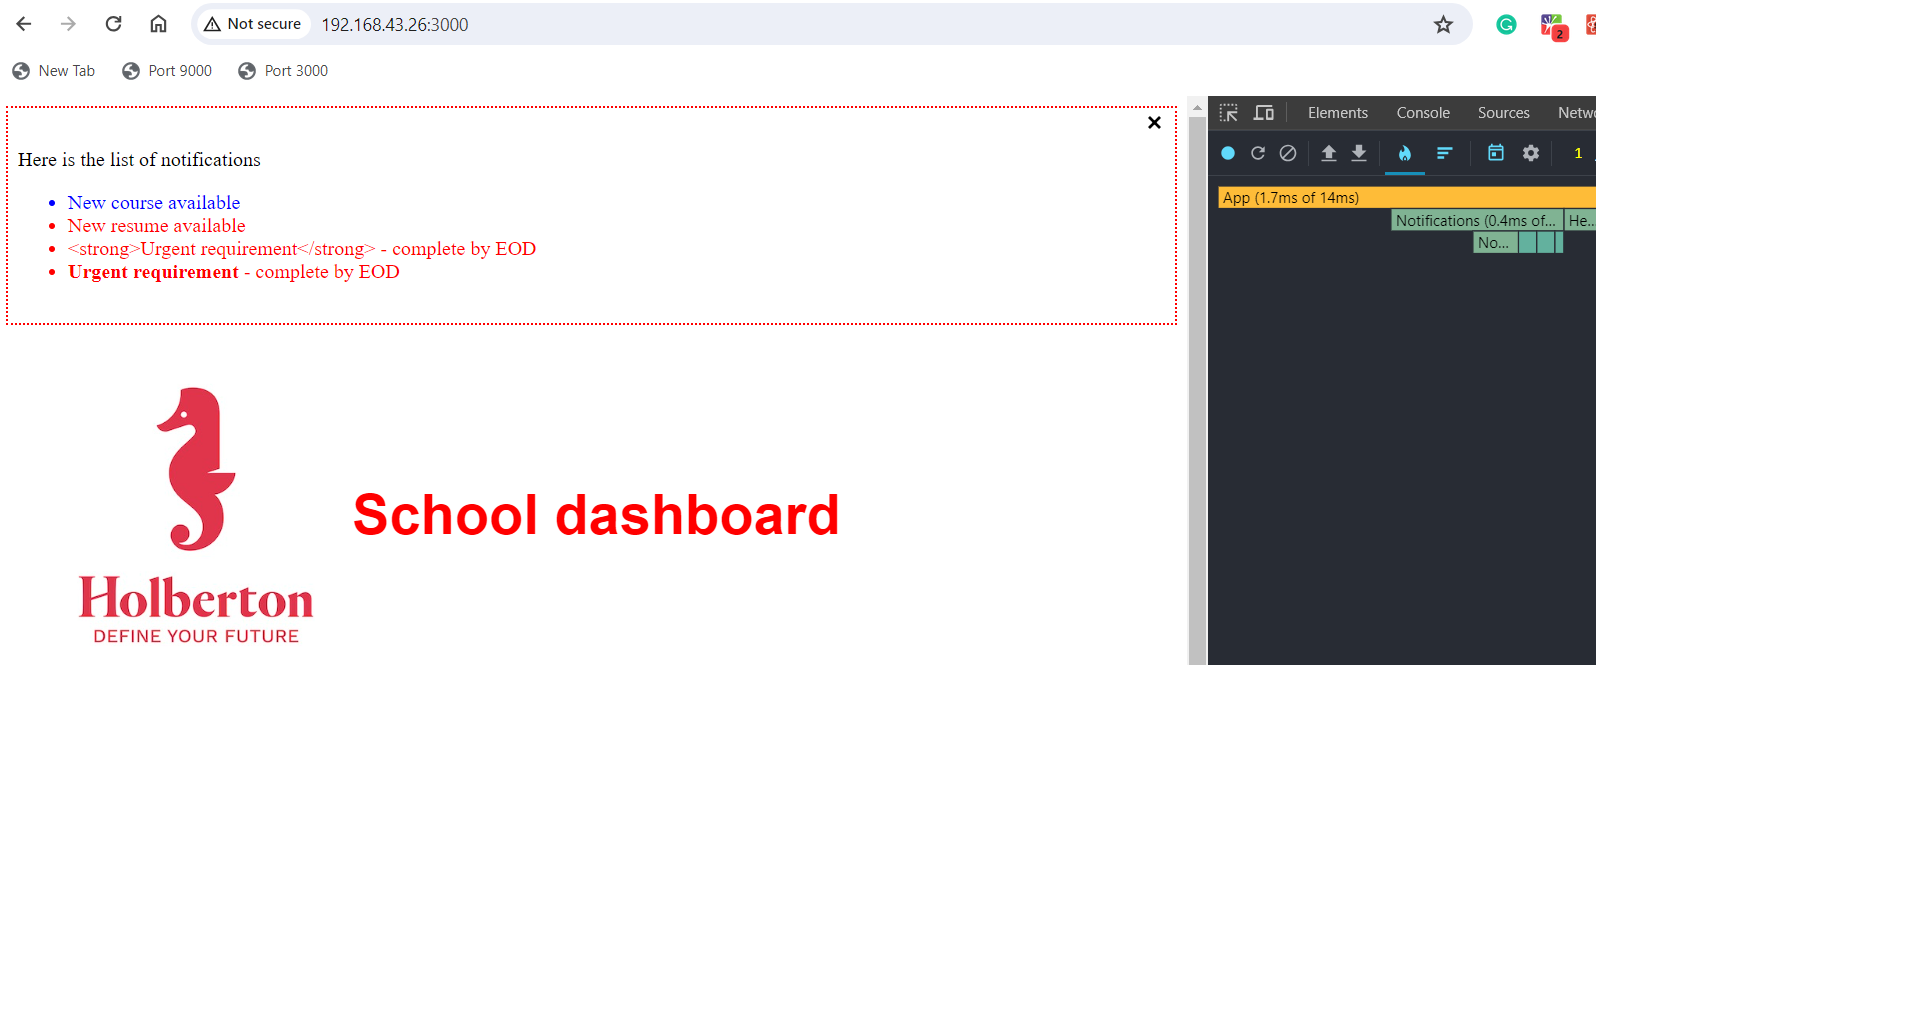 Not secure 192.168.43.26:3000
2
New Tab Port 9000 Port 3000
Here is the list of notifications
New course available
New resume available
<strong>Urgent requirement</strong> - complete by EOD
Urgent requirement - complete by EOD
School dashboard
Holberton
DEFINE YOUR FUTURE
Elements Console Sources Netwo
1
App (1.7ms of 14ms)
Notifications (0.4ms of... He...
No...